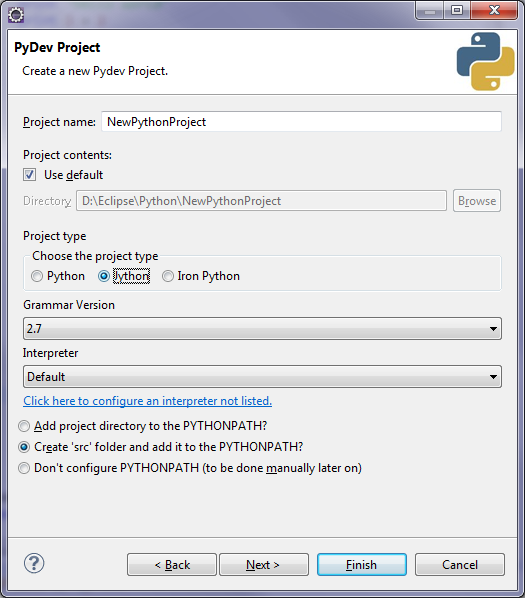 PyDev Project
Create a new Pydev Project.
Project name: NewPythonProject
Project contents:
Use default
Directory D:\Eclipse\Python\NewPythonProject Browse
Project type
Choose the project type
Python Jython Iron Python
Grammar Version
2.7
Interpreter
Default
Click here to configure an interpreter not listed.
Add project directory to the PYTHONPATH?
Create 'src' folder and add it to the PYTHONPATH?
Don't configure PYTHONPATH (to be done manually later on)
? < Back Next > Finish Cancel